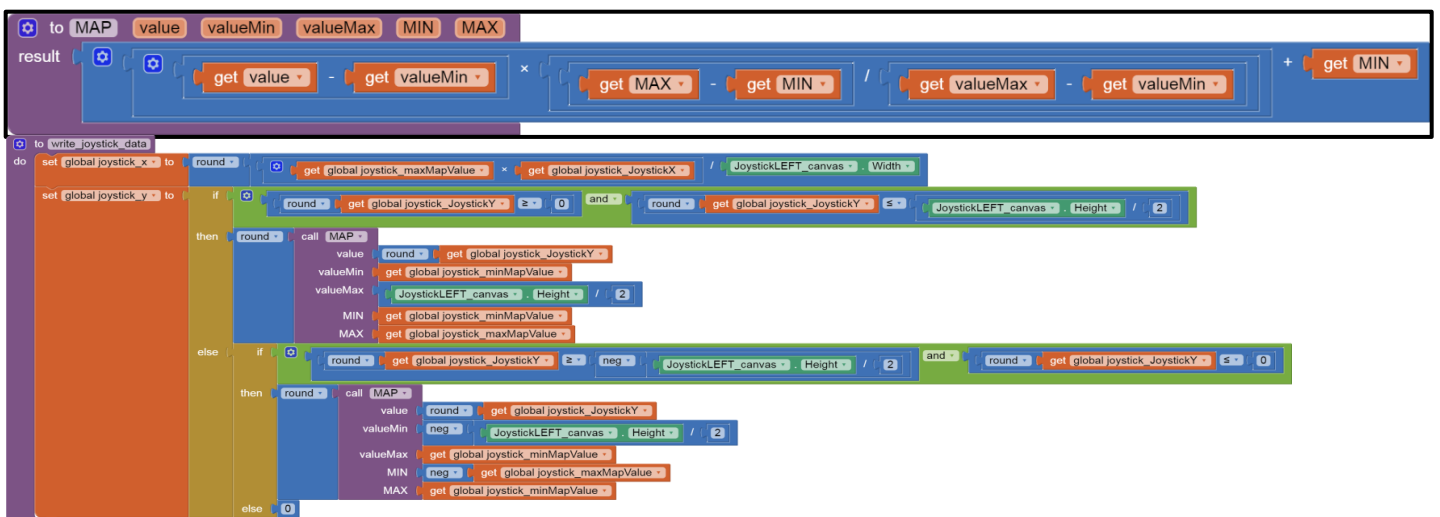 to MAP value valueMin valueMax MIN MAX
result get value - get valueMin × get MAX - get MIN / get valueMax - get valueMin + get MIN
to write_joystick_data
do set global joystick_x to round get global joystick_maxMapValue × get global joystick_JoystickX / JoystickLEFT_canvas . Width
set global joystick_y to if round get global joystick_JoystickY ≥ 0 and round get global joystick_JoystickY ≤ JoystickLEFT_canvas . Height / 2
then round call MAP
value round get global joystick_JoystickY
valueMin get global joystick_minMapValue
valueMax JoystickLEFT_canvas . Height / 2
MIN get global joystick_minMapValue
MAX get global joystick_maxMapValue
else if round get global joystick_JoystickY ≥ neg JoystickLEFT_canvas . Height / 2 and round get global joystick_JoystickY ≤ 0
then round call MAP
value round get global joystick_JoystickY
valueMin neg JoystickLEFT_canvas . Height / 2
valueMax get global joystick_minMapValue
MIN neg get global joystick_maxMapValue
MAX get global joystick_minMapValue
else 0